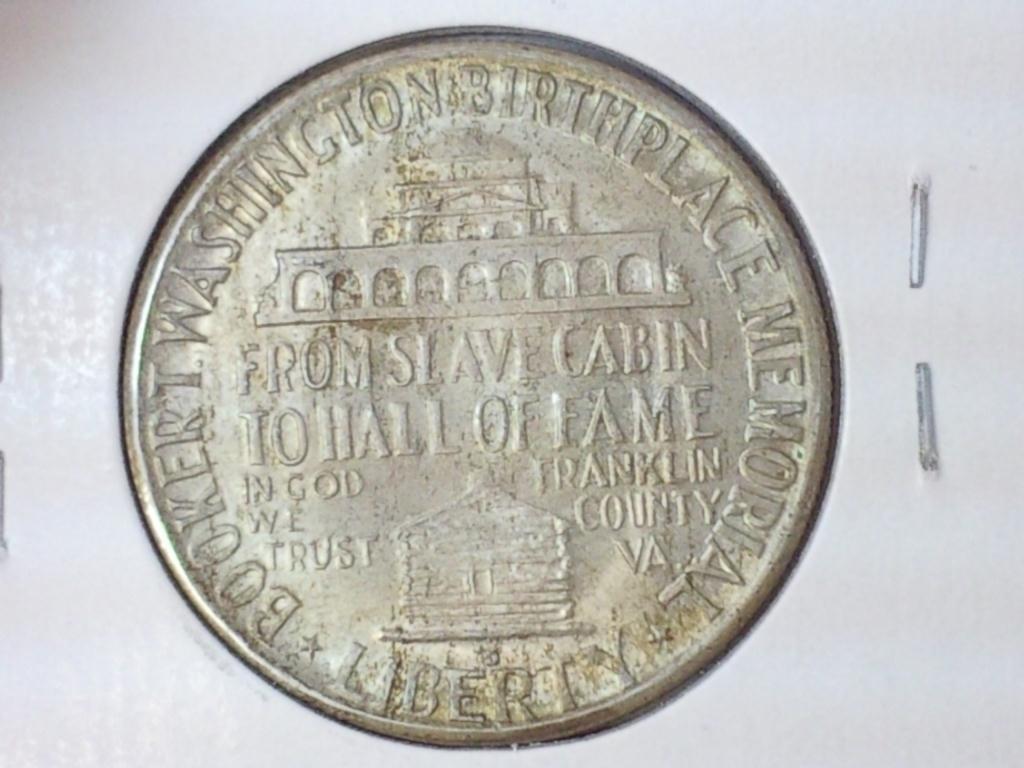 BOOKER T. WASHINGTON BIRTHPLACE MEMORIAL
FROM SLAVE CABIN
TO HALL OF FAME
IN GOD
WE
TRUST
FRANKLIN
COUNTY
VA.
LIBERTY